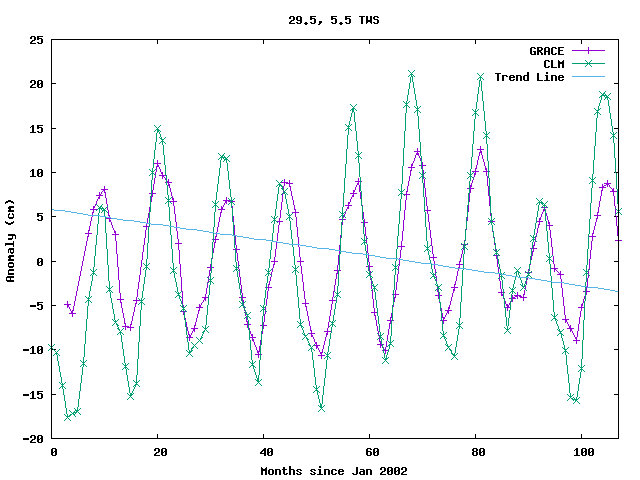 29.5, 5.5 TWS
GRACE
CLM
Trend Line
25
20
15
10
5
0
-5
-10
-15
-20
Anomaly (cm)
0 20 40 60 80 100
Months since Jan 2002